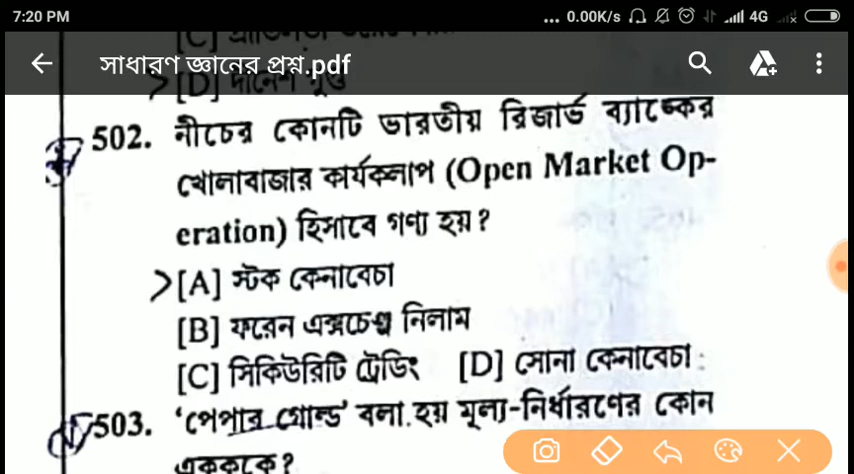 7:20 PM ... 0.00K/s 4G
[C]
সাধারণ জ্ঞানের প্রশ্ন.pdf
[D] দীনেশ গুপ্ত
502. নীচের কোনটি ভারতীয় রিজার্ভ ব্যাঙ্কের
খোলাবাজার কার্যকলাপ (Open Market Op-
eration) হিসাবে গণ্য হয়?
[A] স্টক কেনাবেচা
[B] ফরেন এক্সচেঞ্জ নিলাম
[C] সিকিউরিটি ট্রেডিং [D] সোনা কেনাবেচা
503. ‘পেপার গোল্ড’ বলা হয় মূল্য-নির্ধারণের কোন
একককে?